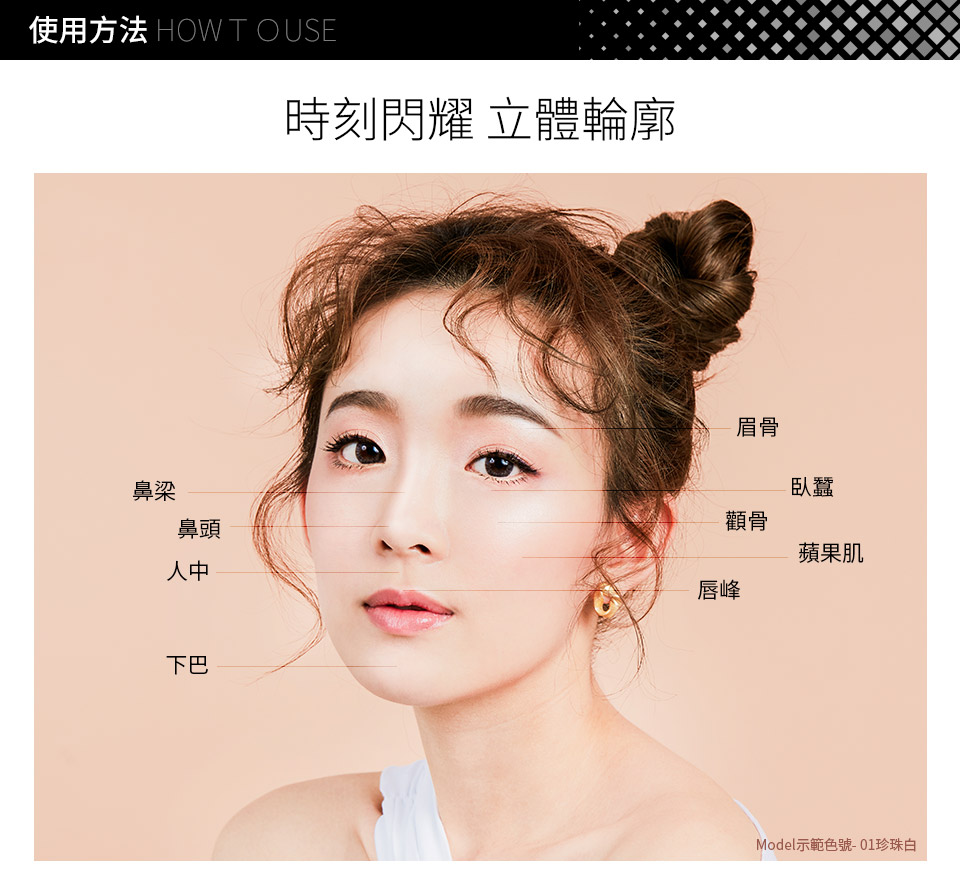 使用方法 HOW T O USE
時刻閃耀 立體輪廓
眉骨
鼻梁
臥蠶
顴骨
鼻頭
蘋果肌
人中
唇峰
下巴
Model示範色號- 01珍珠白